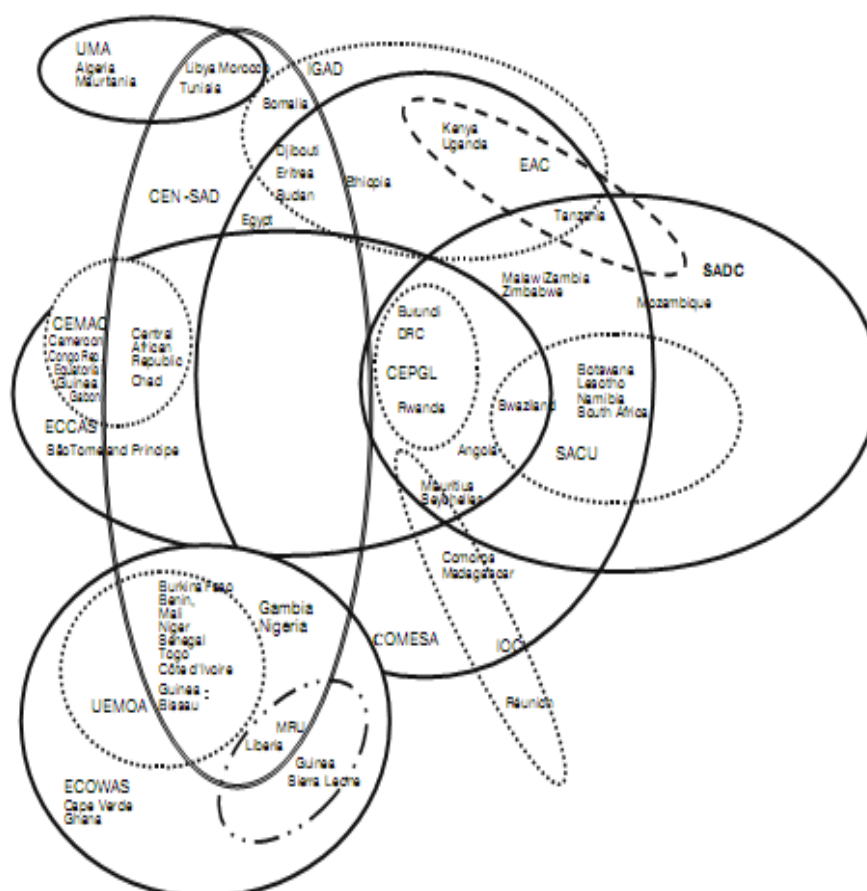 UMA
Algeria
Mauritania
Libya Morocco
Tunisia
IGAD
Somalia
Djibouti
Eritrea
Sudan
Ethiopia
Kenya
Uganda
EAC
CEN -SAD
Egypt
Tanzania
SADC
Malawi Zambia
Zimbabwe
Mozambique
CEMAC
Cameroon
Congo Rep.
Equatorial
Guinea
Gabon
Central
African
Republic
Chad
Burundi
DRC
CEPGL
Rwanda
Botswana
Lesotho
Namibia
South Africa
Swaziland
SACU
ECCAS
São Tome and Principe
Angola
Mauritius
Seychelles
Comoros
Madagascar
Burkina Faso
Benin,
Mali
Niger
Senegal
Togo
Côte d'Ivoire
Guinea -
Bissau
Gambia
Nigeria
COMESA
IOC
UEMOA
Réunion
MRU
Liberia
Guinea
Sierra Leone
ECOWAS
Cape Verde
Ghana